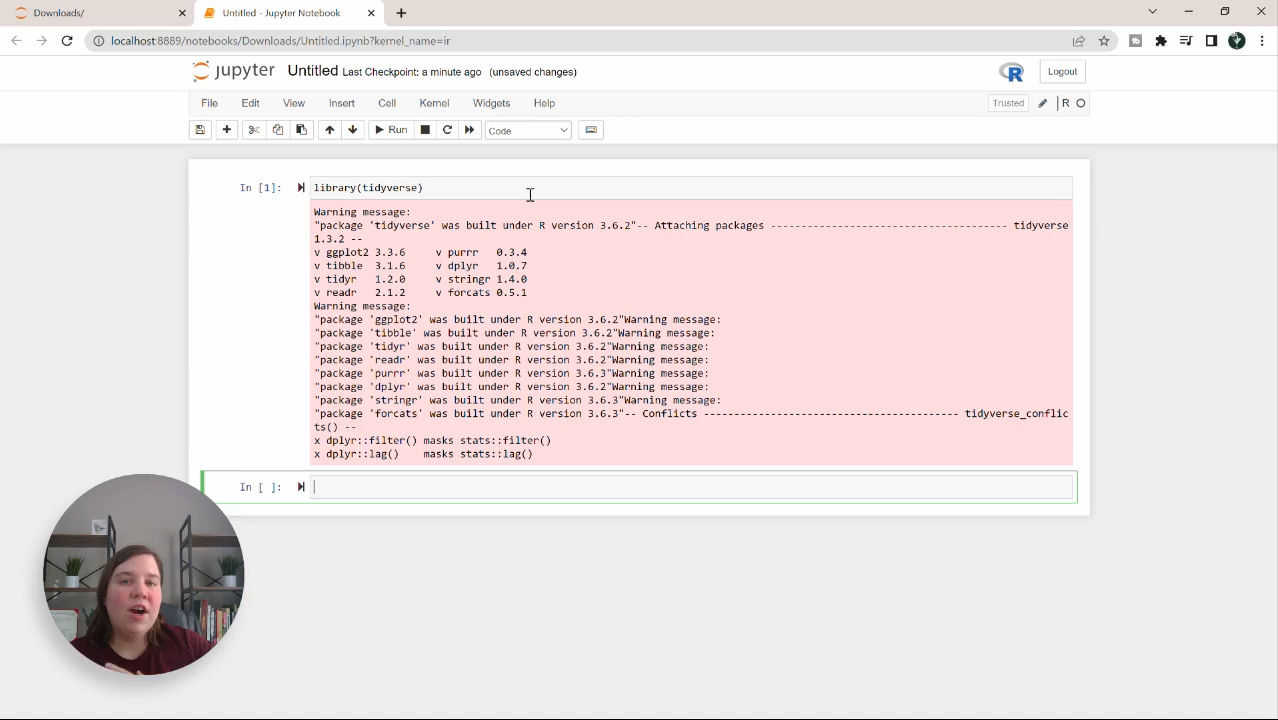 Downloads/
Untitled - Jupyter Notebook
localhost:8889/notebooks/Downloads/Untitled.ipynb?kernel_name=ir
jupyter Untitled Last Checkpoint: a minute ago (unsaved changes)
R
Logout
File Edit View Insert Cell Kernel Widgets Help
Trusted
R
Run
Code
In [1]:
library(tidyverse)
Warning message:
"package 'tidyverse' was built under R version 3.6.2"-- Attaching packages --------------------------------------- tidyverse
1.3.2 --
v ggplot2 3.3.6     v purrr   0.3.4
v tibble  3.1.6     v dplyr   1.0.7
v tidyr   1.2.0     v stringr 1.4.0
v readr   2.1.2     v forcats 0.5.1
Warning message:
"package 'ggplot2' was built under R version 3.6.2"Warning message:
"package 'tibble' was built under R version 3.6.2"Warning message:
"package 'tidyr' was built under R version 3.6.2"Warning message:
"package 'readr' was built under R version 3.6.2"Warning message:
"package 'purrr' was built under R version 3.6.3"Warning message:
"package 'dplyr' was built under R version 3.6.2"Warning message:
"package 'stringr' was built under R version 3.6.3"Warning message:
"package 'forcats' was built under R version 3.6.3"-- Conflicts ------------------------------------------ tidyverse_conflic
ts() --
x dplyr::filter() masks stats::filter()
x dplyr::lag()    masks stats::lag()
In [ ]: